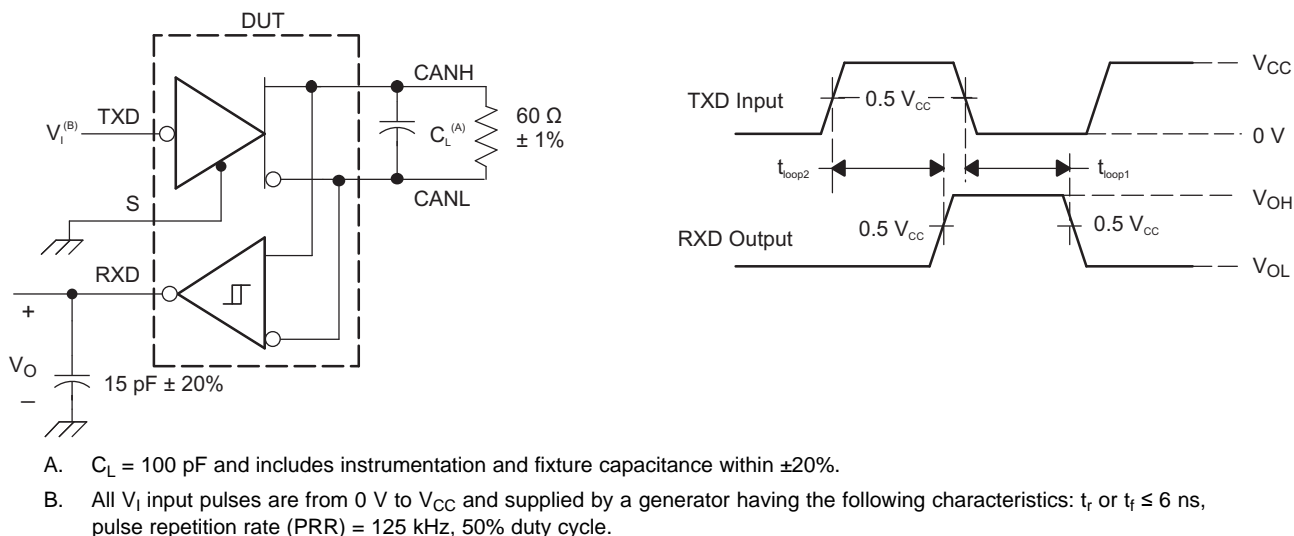 DUT
CANH
TXD
V_I^(B)
C_L^(A)
60 Ω
± 1%
S
CANL
RXD
+
V_O
–
15 pF ± 20%
V_CC
TXD Input
0.5 V_CC
0 V
t_loop2
t_loop1
V_OH
RXD Output
0.5 V_CC
0.5 V_CC
V_OL
A. C_L = 100 pF and includes instrumentation and fixture capacitance within ±20%.
B. All V_I input pulses are from 0 V to V_CC and supplied by a generator having the following characteristics: t_r or t_f ≤ 6 ns,
pulse repetition rate (PRR) = 125 kHz, 50% duty cycle.